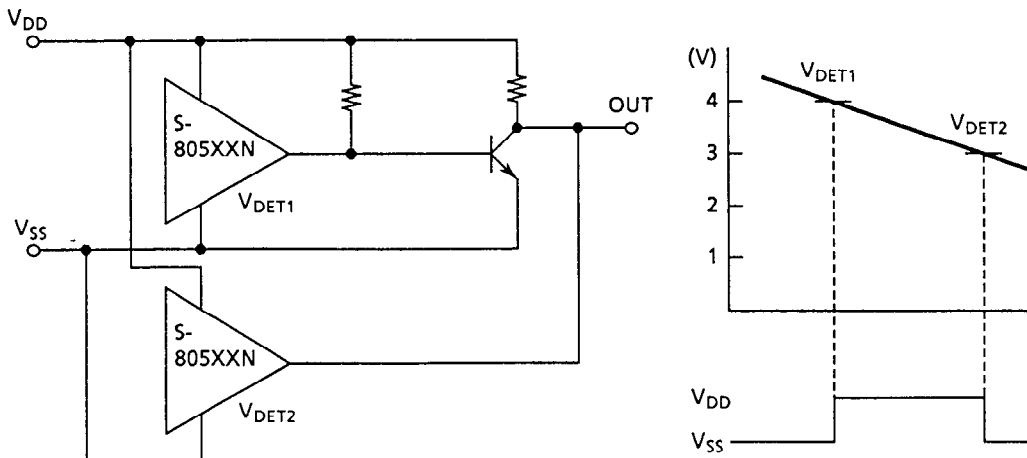 VDD
S-
805XXN
VDET1
VSS
OUT
S-
805XXN
VDET2
(V)
4
3
2
1
VDET1
VDET2
VDD
VSS